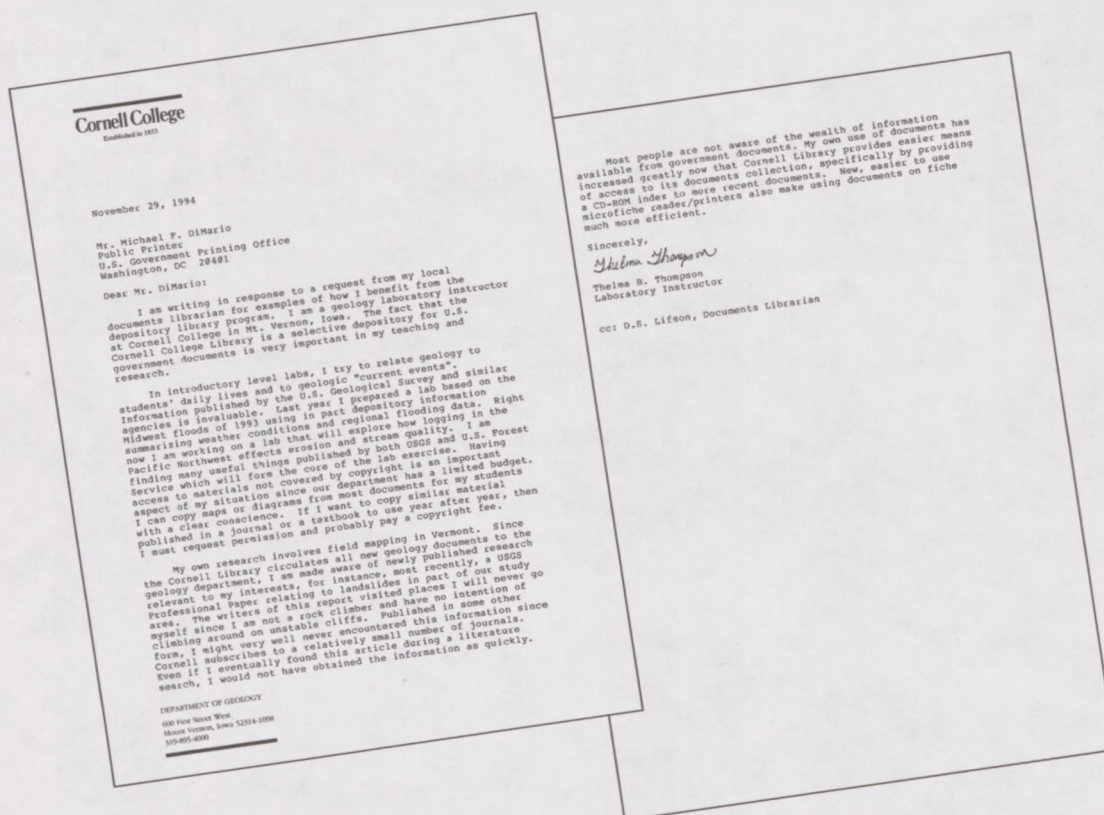 Cornell College
Established in 1853
November 29, 1994
Mr. Michael F. DiMario
Public Printer
U.S. Government Printing Office
Washington, DC  20401
Dear Mr. DiMario:
I am writing in response to a request from my local
documents librarian for examples of how I benefit from the
depository library program.  I am a geology laboratory instructor
at Cornell College in Mt. Vernon, Iowa.  The fact that the
Cornell College Library is a selective depository for U.S.
government documents is very important in my teaching and
research.
In introductory level labs, I try to relate geology to
students' daily lives and to geologic "current events".
Information published by the U.S. Geological Survey and similar
agencies is invaluable.  Last year I prepared a lab based on the
Midwest floods of 1993 using in part depository information
summarizing weather conditions and regional flooding data.  Right
now I am working on a lab that will explore how logging in the
Pacific Northwest effects erosion and stream quality.  I am
finding many useful things published by both USGS and U.S. Forest
Service which will form the core of the lab exercise.  Having
access to materials not covered by copyright is an important
aspect of my situation since our department has a limited budget.
I can copy maps or diagrams from most documents for my students
with a clear conscience.  If I want to copy similar material
published in a journal or a textbook to use year after year, then
I must request permission and probably pay a copyright fee.
My own research involves field mapping in Vermont.  Since
the Cornell Library circulates all new geology documents to the
geology department, I am made aware of newly published research
relevant to my interests, for instance, most recently, a USGS
Professional Paper relating to landslides in part of our study
area.  The writers of this report visited places I will never go
myself since I am not a rock climber and have no intention of
climbing around on unstable cliffs.  Published in some other
form, I might very well never encountered this information since
Cornell subscribes to a relatively small number of journals.
Even if I eventually found this article during a literature
search, I would not have obtained the information as quickly.
DEPARTMENT OF GEOLOGY
600 First Street West
Mount Vernon, Iowa 52314-1098
319-895-4000
Most people are not aware of the wealth of information
available from government documents. My own use of documents has
increased greatly now that Cornell Library provides easier means
of access to its documents collection, specifically by providing
a CD-ROM index to more recent documents.  New, easier to use
microfiche reader/printers also make using documents on fiche
much more efficient.
Sincerely,
Thelma Thompson
Thelma B. Thompson
Laboratory Instructor
cc: D.S. Lifson, Documents Librarian